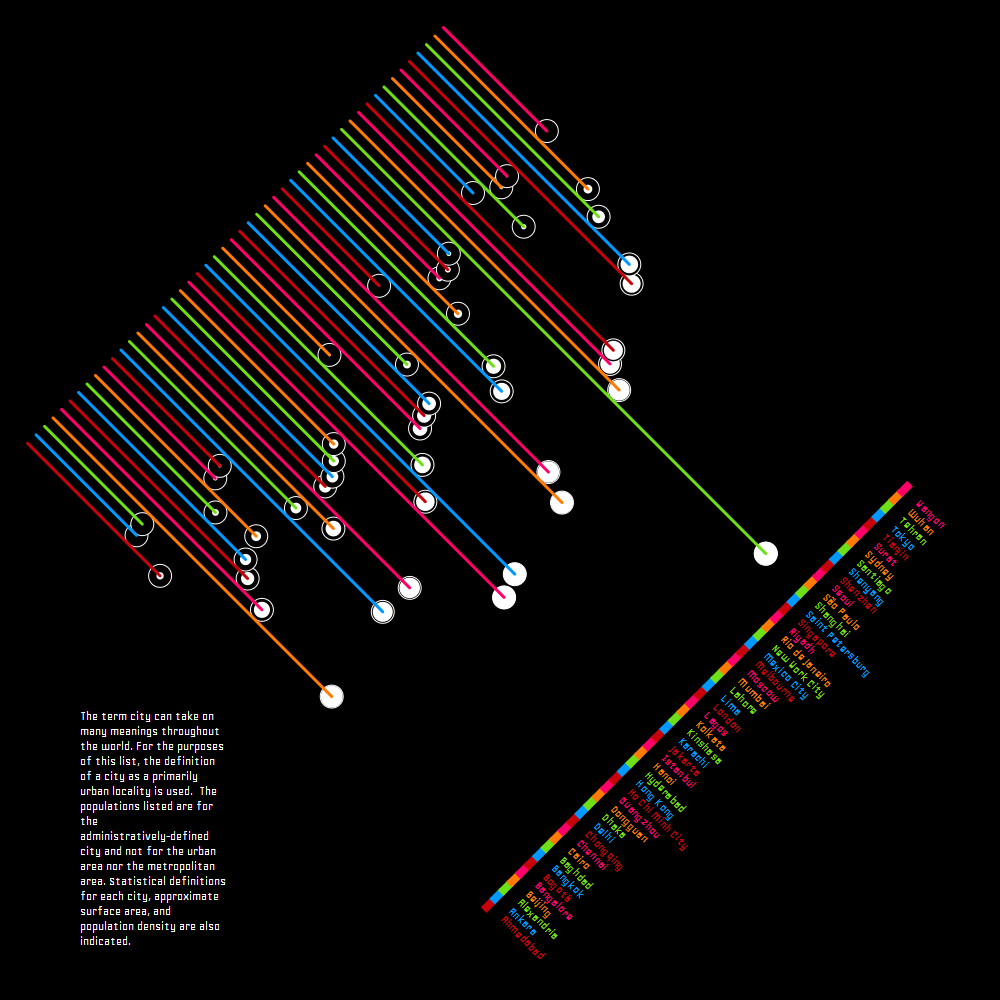 Yangon
Wuhan
Tehran
Tokyo
Tianjin
Surat
Sydney
Santiago
Shenyang
Shenzhen
Seoul
São Paulo
Shanghai
Saint Petersburg
Singapore
Riyadh
Rio de Janeiro
New York City
Mexico City
Melbourne
Moscow
Mumbai
Lahore
Lima
London
Lagos
Kolkata
Kinshasa
Karachi
Jakarta
Istanbul
Hanoi
Hyderabad
Hong Kong
Ho Chi Minh City
Guangzhou
Dongguan
Dhaka
Delhi
Chongqing
Chennai
Cairo
Baghdad
Bangkok
Bogota
Bangalore
Beijing
Alexandria
Ankara
Ahmedabad
The term city can take on
many meanings throughout
the world. For the purposes
of this list, the definition
of a city as a primarily
urban locality is used.  The
populations listed are for
the
administratively-defined
city and not for the urban
area nor the metropolitan
area. Statistical definitions
for each city, approximate
surface area, and
population density are also
indicated.